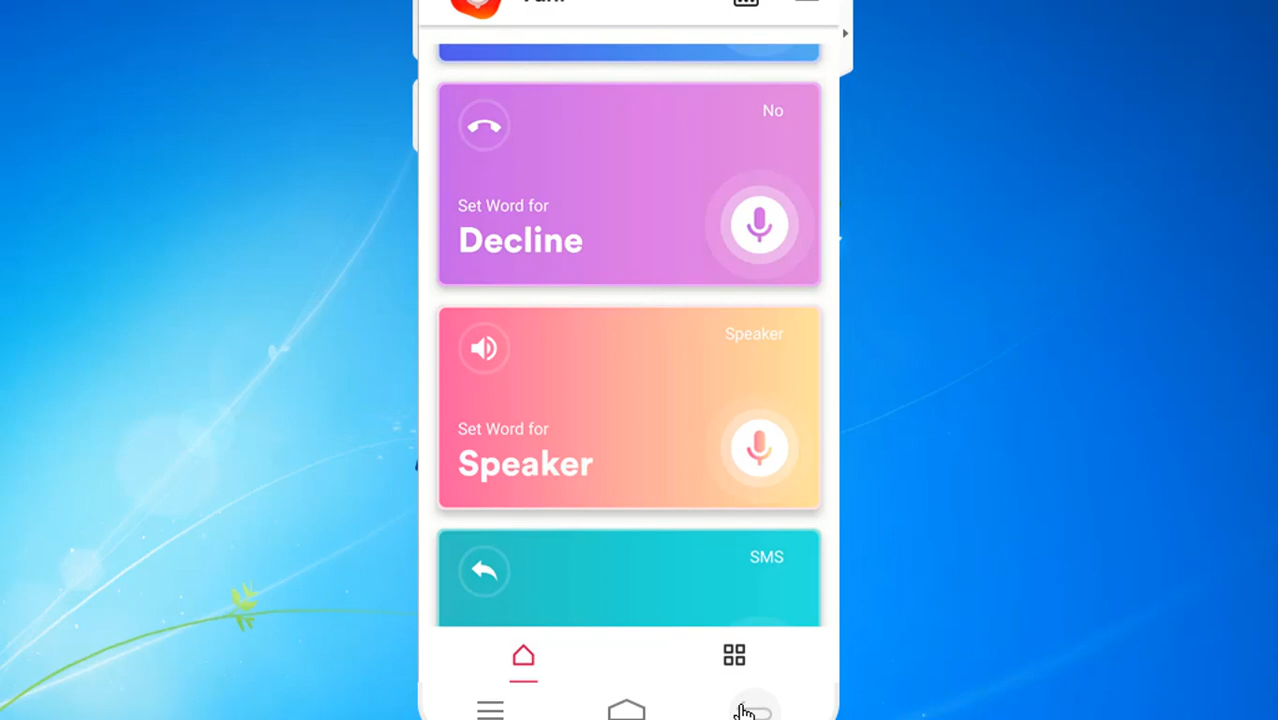 No
Set Word for
Decline
Speaker
Set Word for
Speaker
SMS